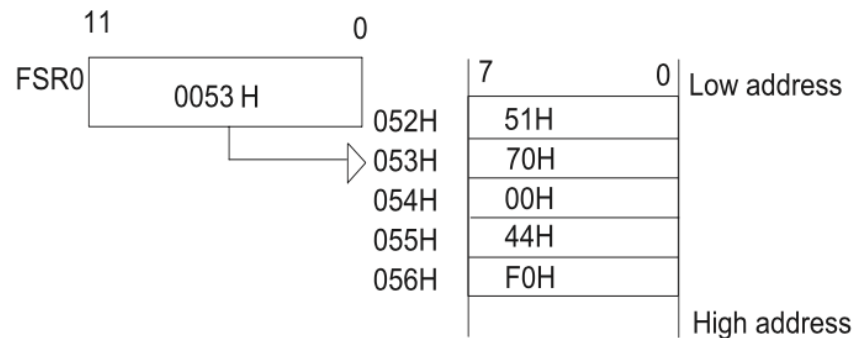 11 0
FSR0
0053 H
7 0
Low address
052H 51H
053H 70H
054H 00H
055H 44H
056H F0H
High address